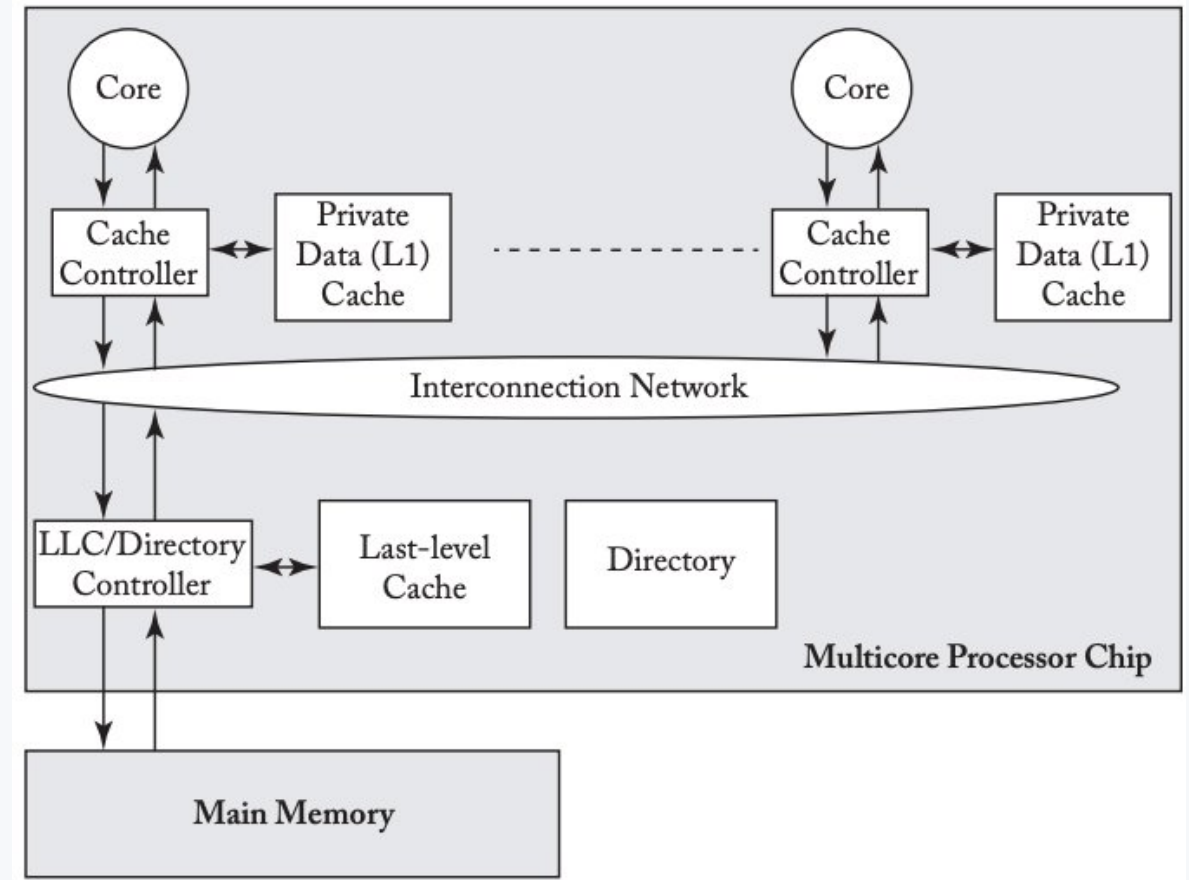 Core
Core
Cache
Controller
Private
Data (L1)
Cache
Cache
Controller
Private
Data (L1)
Cache
Interconnection Network
LLC/Directory
Controller
Last-level
Cache
Directory
Multicore Processor Chip
Main Memory